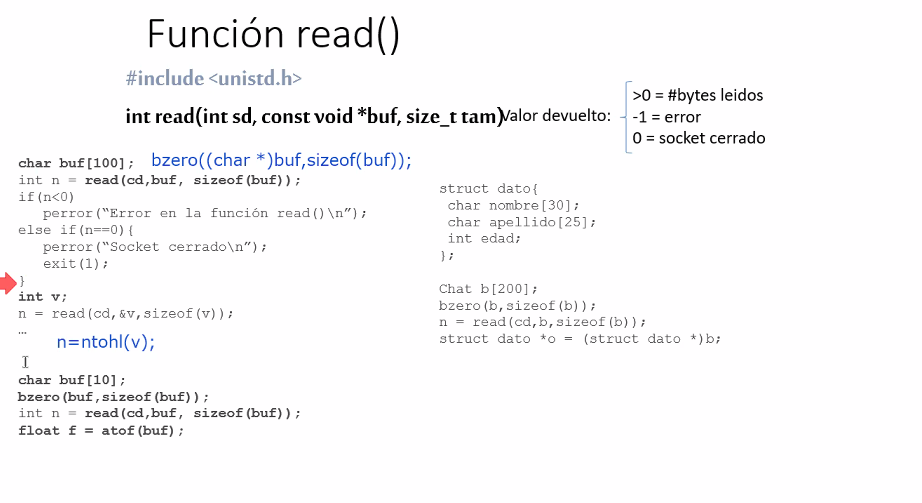 Función read()
#include <unistd.h>
int read(int sd, const void *buf, size_t tam)
Valor devuelto:
>0 = #bytes leidos
-1 = error
0 = socket cerrado
char buf[100]; bzero((char *)buf,sizeof(buf));
int n = read(cd,buf, sizeof(buf));
if(n<0)
perror(“Error en la función read()\n”);
else if(n==0){
perror(“Socket cerrado\n”);
exit(1);
}
int v;
n = read(cd,&v,sizeof(v));
…
n=ntohl(v);
char buf[10];
bzero(buf,sizeof(buf));
int n = read(cd,buf, sizeof(buf));
float f = atof(buf);
struct dato{
char nombre[30];
char apellido[25];
int edad;
};
Chat b[200];
bzero(b,sizeof(b));
n = read(cd,b,sizeof(b));
struct dato *o = (struct dato *)b;